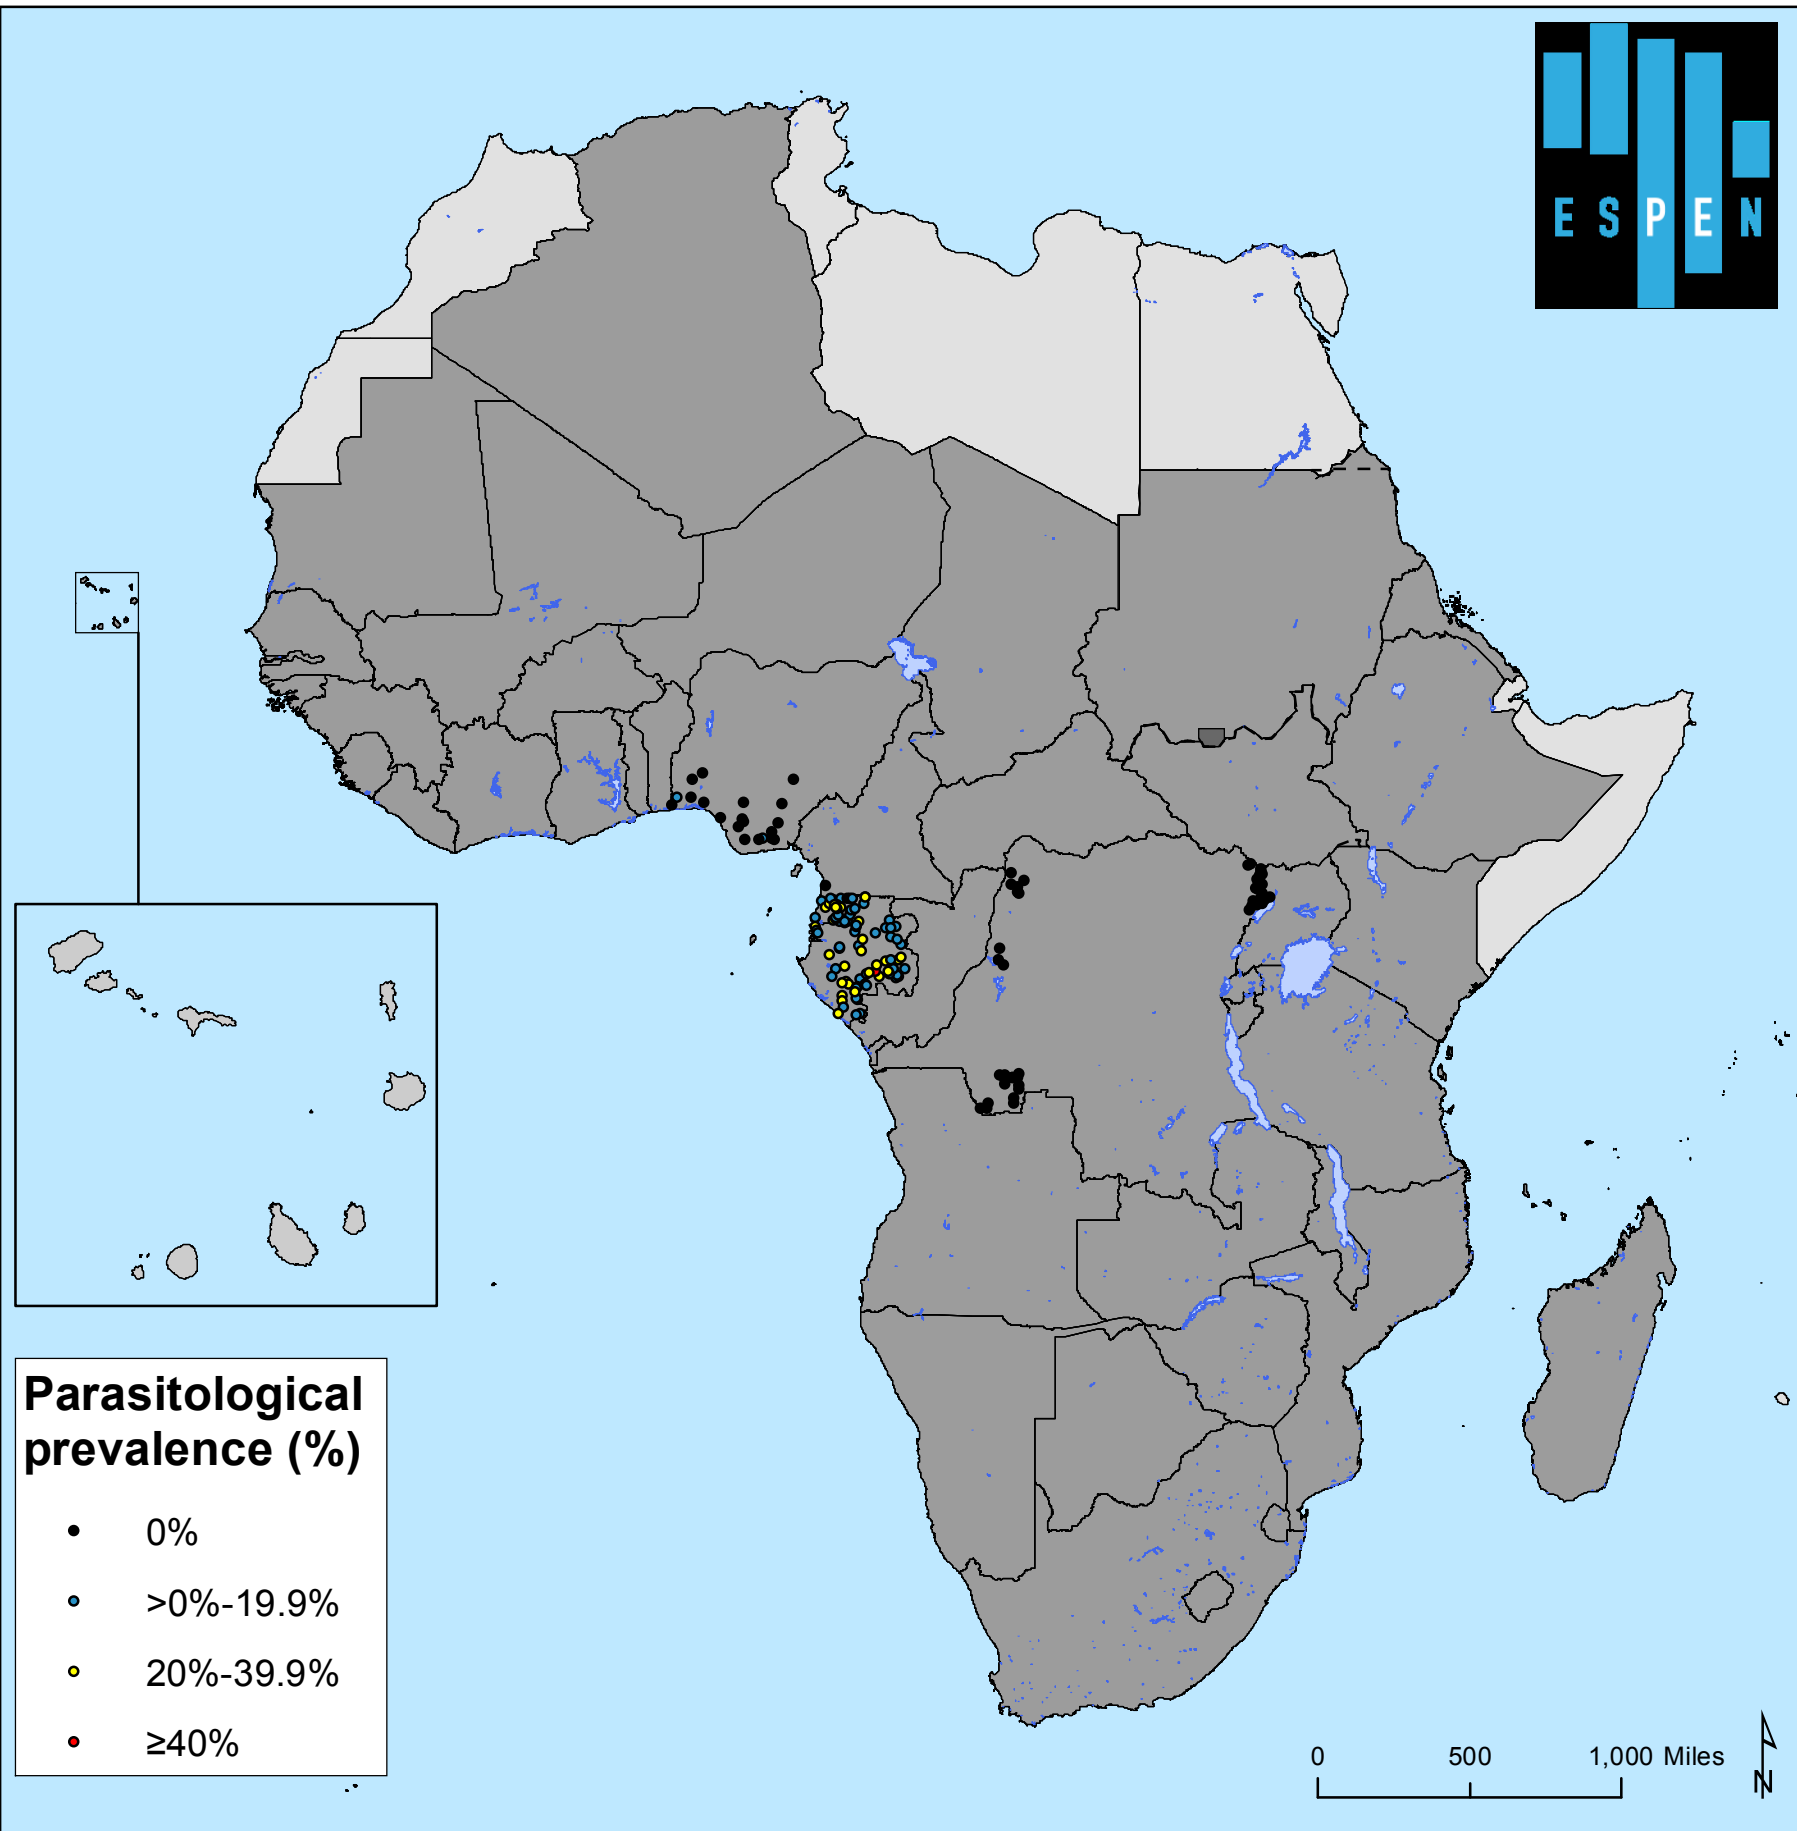 ESPEN
Parasitological
prevalence (%)
0%
>0%-19.9%
20%-39.9%
≥40%
0 500 1,000 Miles
N